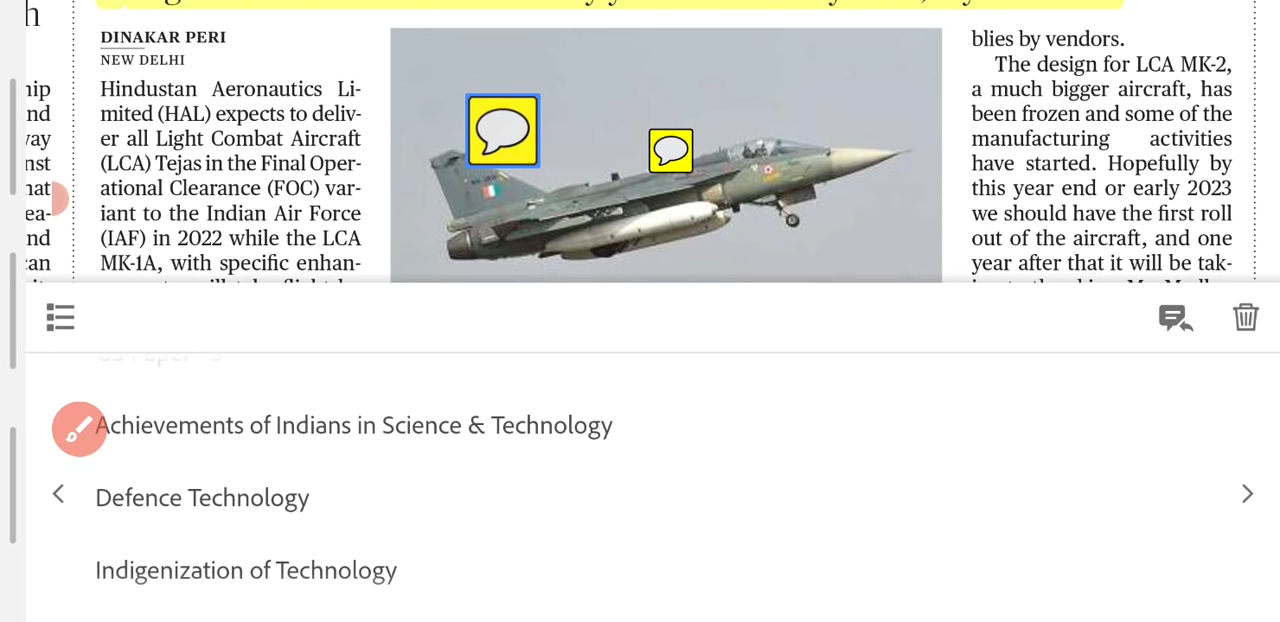 h
DINAKAR PERI
NEW DELHI
Hindustan Aeronautics Li-
mited (HAL) expects to deliv-
er all Light Combat Aircraft
(LCA) Tejas in the Final Oper-
ational Clearance (FOC) var-
iant to the Indian Air Force
(IAF) in 2022 while the LCA
MK-1A, with specific enhan-
blies by vendors.
The design for LCA MK-2,
a much bigger aircraft, has
been frozen and some of the
manufacturing activities
have started. Hopefully by
this year end or early 2023
we should have the first roll
out of the aircraft, and one
year after that it will be tak-
Achievements of Indians in Science & Technology
Defence Technology
Indigenization of Technology